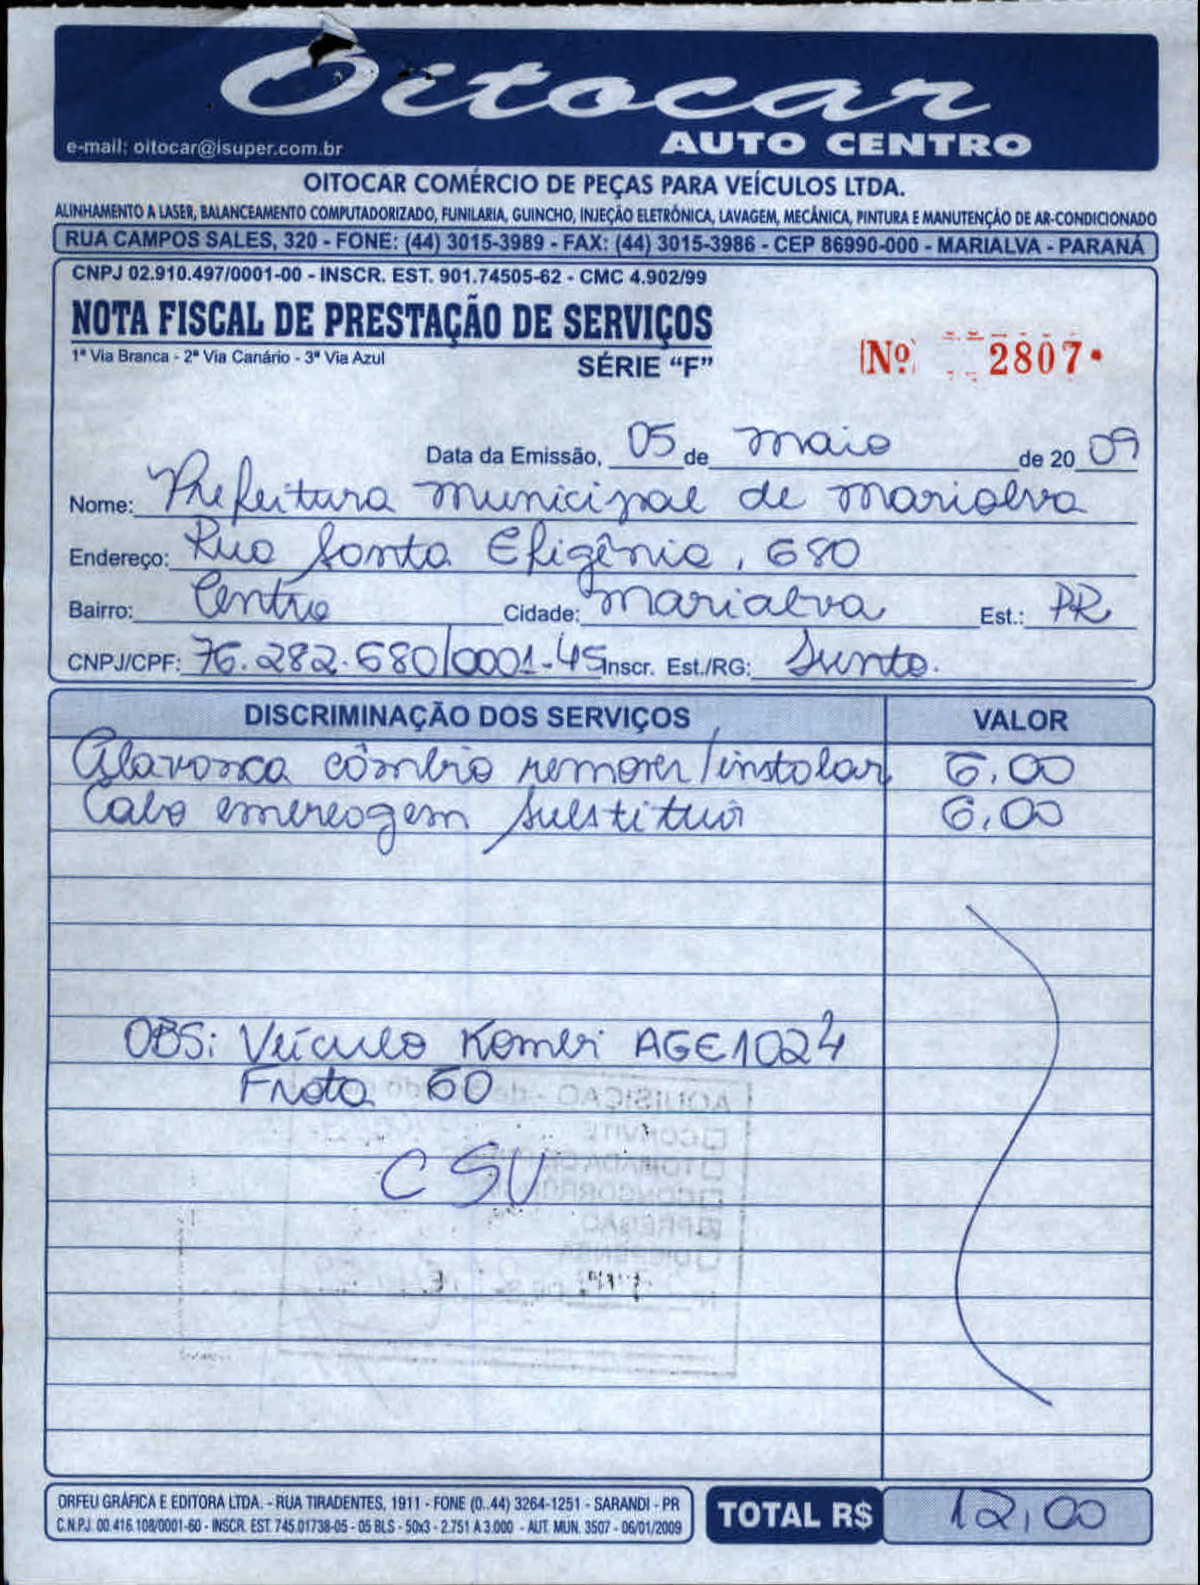 Oitocar
AUTO CENTRO
e-mail: oitocar@isuper.com.br
OITOCAR COMÉRCIO DE PEÇAS PARA VEÍCULOS LTDA.
ALINHAMENTO A LASER, BALANCEAMENTO COMPUTADORIZADO, FUNILARIA, GUINCHO, INJEÇÃO ELETRÔNICA, LAVAGEM, MECÂNICA, PINTURA E MANUTENÇÃO DE AR-CONDICIONADO
RUA CAMPOS SALES, 320 - FONE: (44) 3015-3989 - FAX: (44) 3015-3986 - CEP 86990-000 - MARIALVA - PARANÁ
CNPJ 02.910.497/0001-00 - INSCR. EST. 901.74505-62 - CMC 4.902/99
NOTA FISCAL DE PRESTAÇÃO DE SERVIÇOS
1ª Via Branca - 2ª Via Canário - 3ª Via Azul
SÉRIE “F”
Nº 2807
Data da Emissão, 05 de maio de 20 09
Nome: Prefeitura municipal de marialva
Endereço: Rua Santa Efigênia, 680
Bairro: Centro Cidade: marialva Est.: PR
CNPJ/CPF: 76.282.680/0001-45 Inscr. Est./RG:
DISCRIMINAÇÃO DOS SERVIÇOS VALOR
Alavanca câmbio remover/instalar 6,00
Cabo emereagem substituir 6,00
OBS: Veículo Kombi AGE1024
Frota 60
CSV
AQUISIÇÃO
CONVITE
TOMADA
PREGÃO
ORFEU GRÁFICA E EDITORA LTDA. - RUA TIRADENTES, 1911 - FONE (0..44) 3264-1251 - SARANDI - PR
C.N.P.J. 00.416.108/0001-60 - INSCR. EST. 745.01738-05 - 05 BLS - 50x3 - 2.751 A 3.000 - AUT. MUN. 3507 - 06/01/2009
TOTAL R$ 12,00